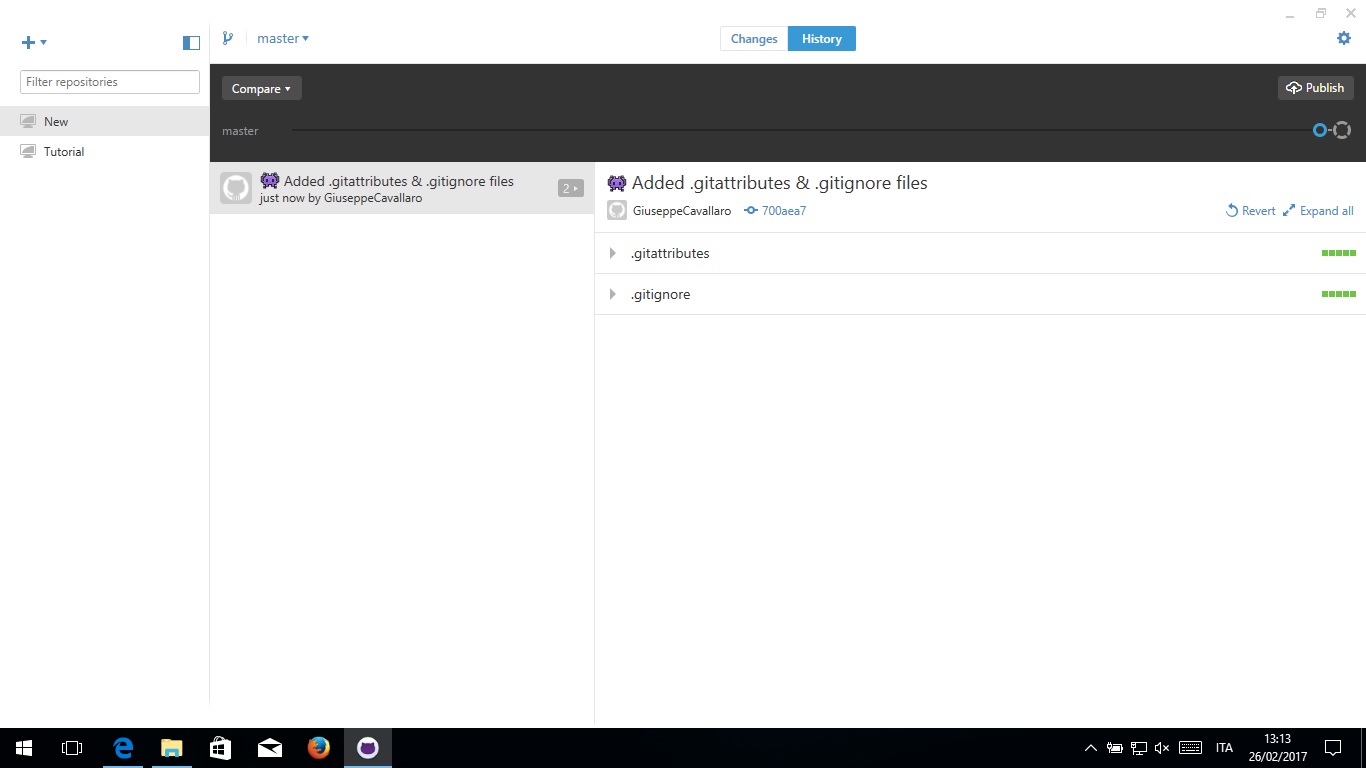 master
Changes
History
Filter repositories
New
Tutorial
Compare
Publish
master
Added .gitattributes & .gitignore files
just now by GiuseppeCavallaro
2
Added .gitattributes & .gitignore files
GiuseppeCavallaro
700aea7
Revert
Expand all
.gitattributes
.gitignore
ITA
13:13
26/02/2017